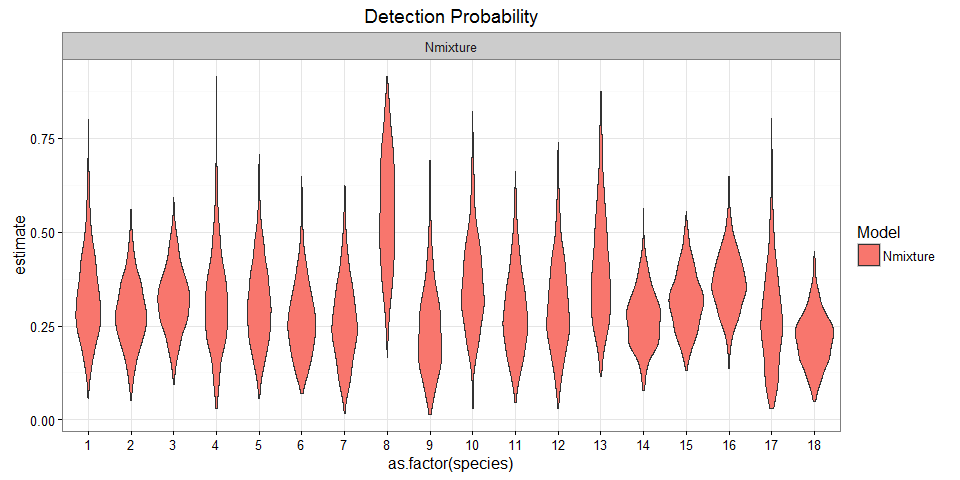 Detection Probability
Nmixture
0.75
0.50
0.25
0.00
estimate
1 2 3 4 5 6 7 8 9 10 11 12 13 14 15 16 17 18
as.factor(species)
Model
Nmixture